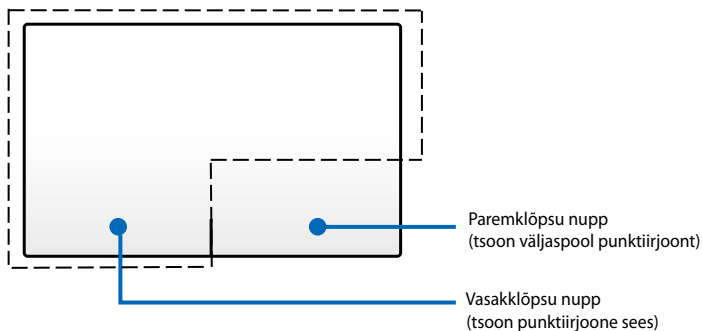 Paremklõpsu nupp
(tsoon väljaspool punktiirjoont)
Vasakklõpsu nupp
(tsoon punktiirjoone sees)